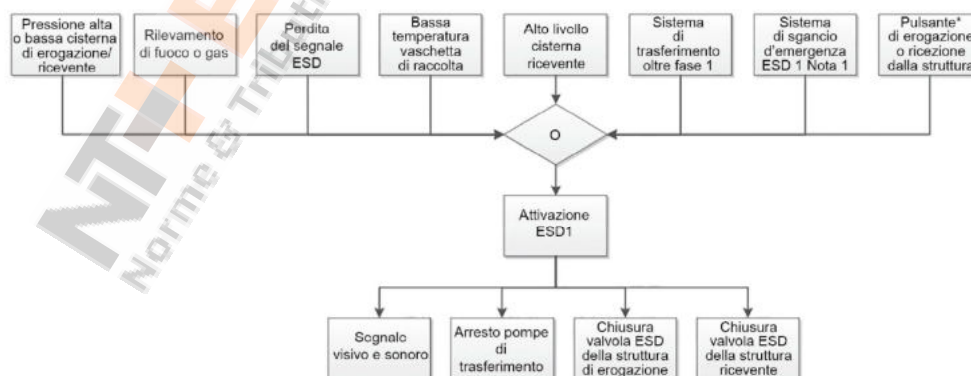 Pressione alta
o bassa cisterna
di erogazione/
ricevente
Rilevamento
di fuoco o gas
Perdita
del segnale
ESD
Bassa
temperatura
vaschetta
di raccolta
Alto livello
cisterna
ricevente
Sistema
di
trasferimento
oltre fase 1
Sistema
di sgancio
d'emergenza
ESD 1 Nota 1
Pulsante*
di erogazione
o ricezione
dalla struttura
O
Attivazione
ESD1
Segnale
visivo e sonoro
Arresto pompe
di
trasferimento
Chiusura
valvola ESD
della struttura
di erogazione
Chiusura
valvola ESD
della struttura
ricevente
NT+
Norme & Tributi